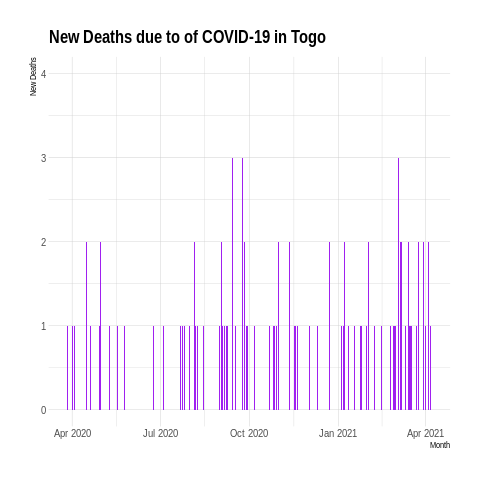 New Deaths due to of COVID-19 in Togo
New Deaths
4
3
2
1
0
Apr 2020 Jul 2020 Oct 2020 Jan 2021 Apr 2021
Month